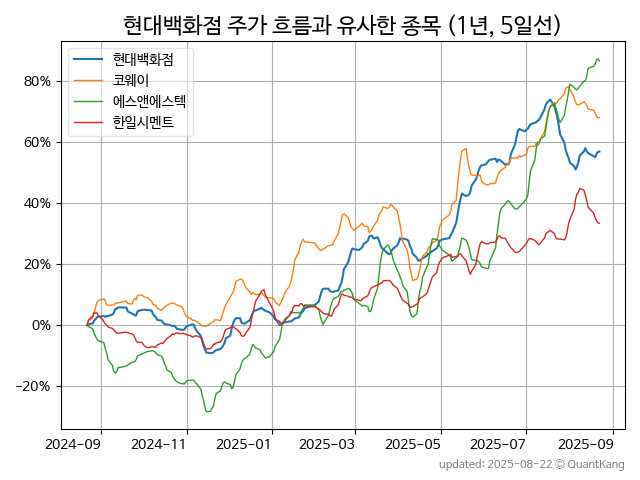 현대백화점 주가 흐름과 유사한 종목 (1년, 5일선)
현대백화점
코웨이
에스앤에스텍
한일시멘트
80%
60%
40%
20%
0%
−20%
2024-09
2024-11
2025-01
2025-03
2025-05
2025-07
2025-09
updated: 2025-08-22 © QuantKang